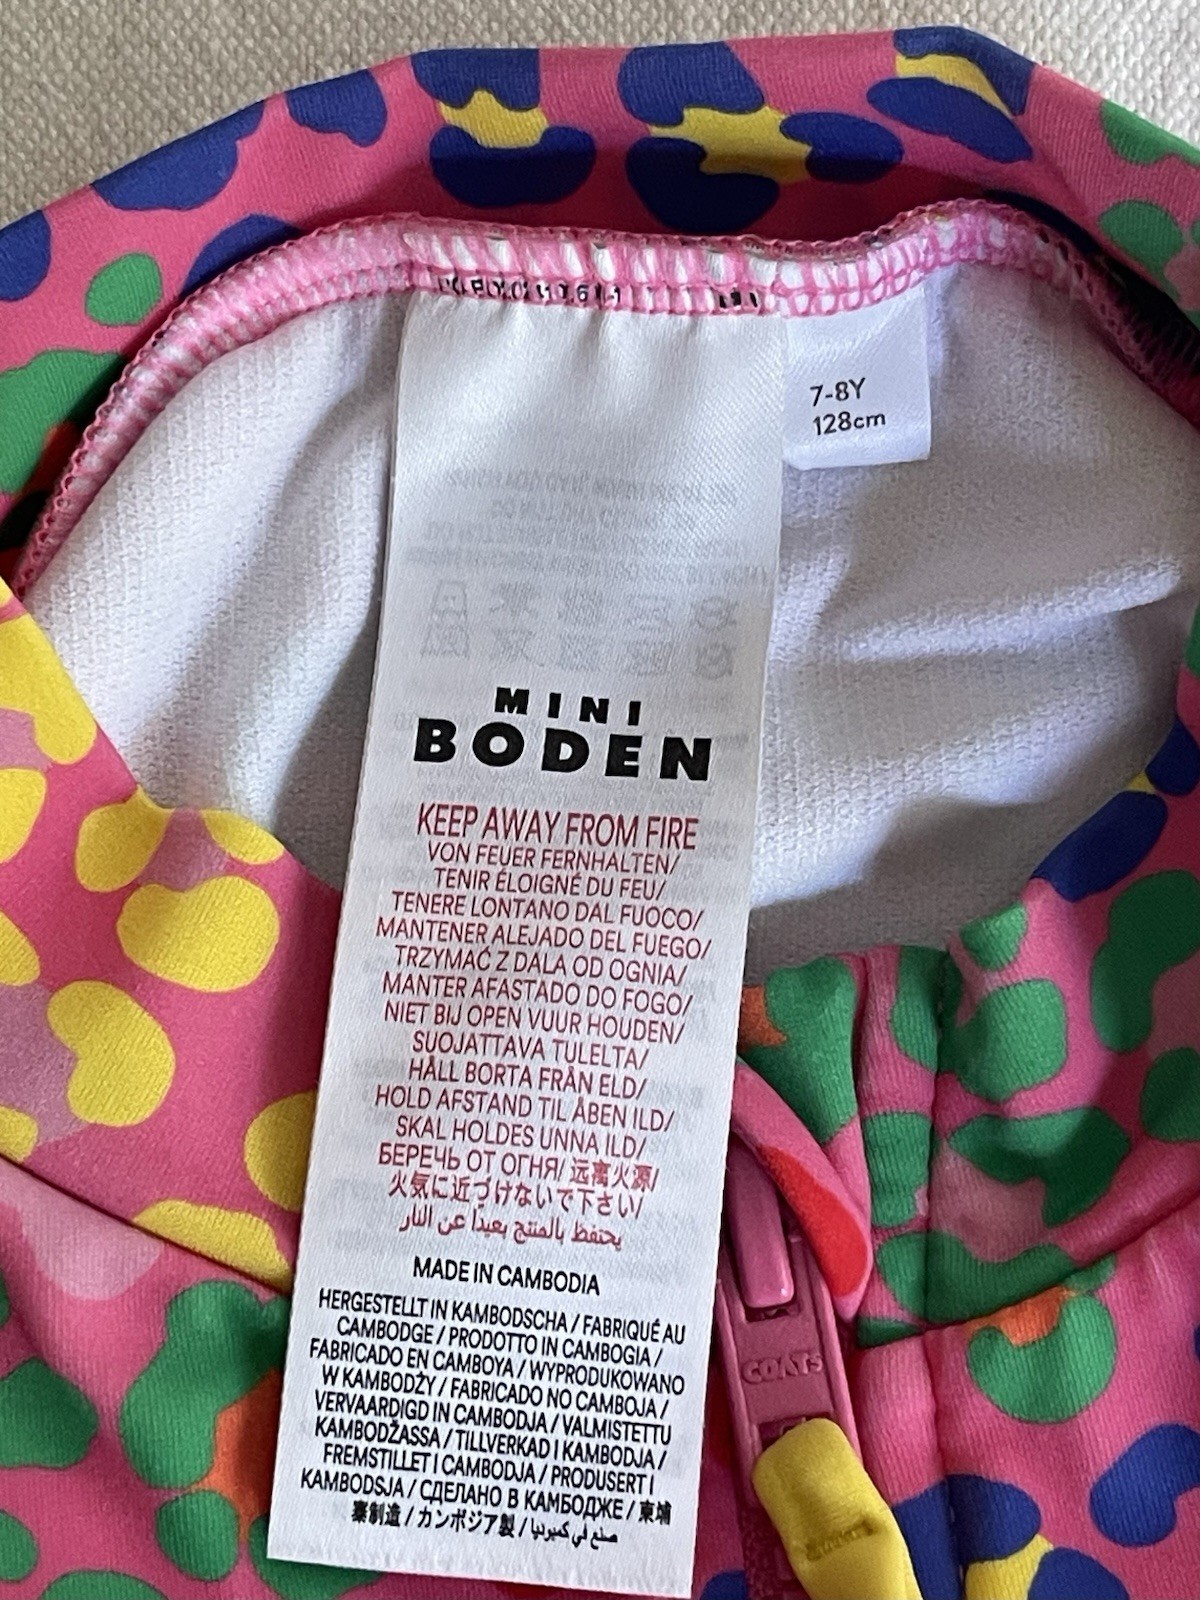 7-8Y
128cm
MINI
BODEN
KEEP AWAY FROM FIRE
VON FEUER FERNHALTEN/
TENIR ÉLOIGNÉ DU FEU/
TENERE LONTANO DAL FUOCO/
MANTENER ALEJADO DEL FUEGO/
TRZYMAĆ Z DALA OD OGNIA/
MANTER AFASTADO DO FOGO/
NIET BIJ OPEN VUUR HOUDEN/
SUOJATTAVA TULELTA/
HÅLL BORTA FRÅN ELD/
HOLD AFSTAND TIL ÅBEN ILD/
SKAL HOLDES UNNA ILD/
БЕРЕЧЬ ОТ ОГНЯ/ 远离火源/
火気に近づけないで下さい/
يحتفظ بالمنتج بعيدا عن النار
MADE IN CAMBODIA
HERGESTELLT IN KAMBODSCHA / FABRIQUÉ AU
CAMBODGE / PRODOTTO IN CAMBOGIA /
FABRICADO EN CAMBOYA / WYPRODUKOWANO
W KAMBODŻY / FABRICADO NO CAMBOJA /
VERVAARDIGD IN CAMBODJA / VALMISTETTU
KAMBODŽASSA / TILLVERKAD I KAMBODJA /
FREMSTILLET I CAMBODJA / PRODUSERT I
KAMBODSJA / СДЕЛАНО В КАМБОДЖЕ / 柬埔
寨制造 / カンボジア製 / صنع في كمبوديا
COATS